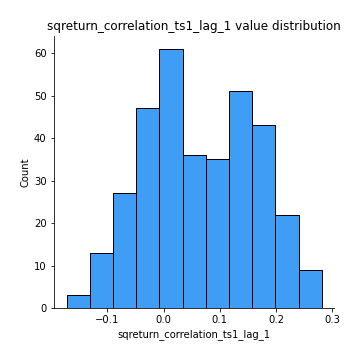 sqreturn_correlation_ts1_lag_1 value distribution
60
50
40
30
20
10
0
Count
−0.1 0.0 0.1 0.2 0.3
sqreturn_correlation_ts1_lag_1